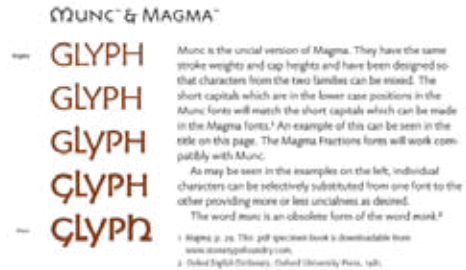 Munc™ & Magma™
Magma
GLYPH
GLYPH
GLYPH
GLYPH
GLYPH
Munc
Munc is the uncial version of Magma. They have the same
stroke weights and cap heights and have been designed so
that characters from the two families can be mixed. The
short capitals which are in the lower case positions in the
Munc fonts will match the short capitals which can be made
in the Magma fonts.¹ An example of this can be seen in the
title on this page. The Magma Fractions fonts will work com-
patibly with Munc.
As may be seen in the examples on the left, individual
characters can be selectively substituted from one font to the
other providing more or less uncialness as desired.
The word munc is an obsolete form of the word monk.²
1 Magma p. 29. This pdf specimen book is downloadable from
www.stonetypefoundry.com.
2 Oxford English Dictionary, Oxford University Press, 1981.